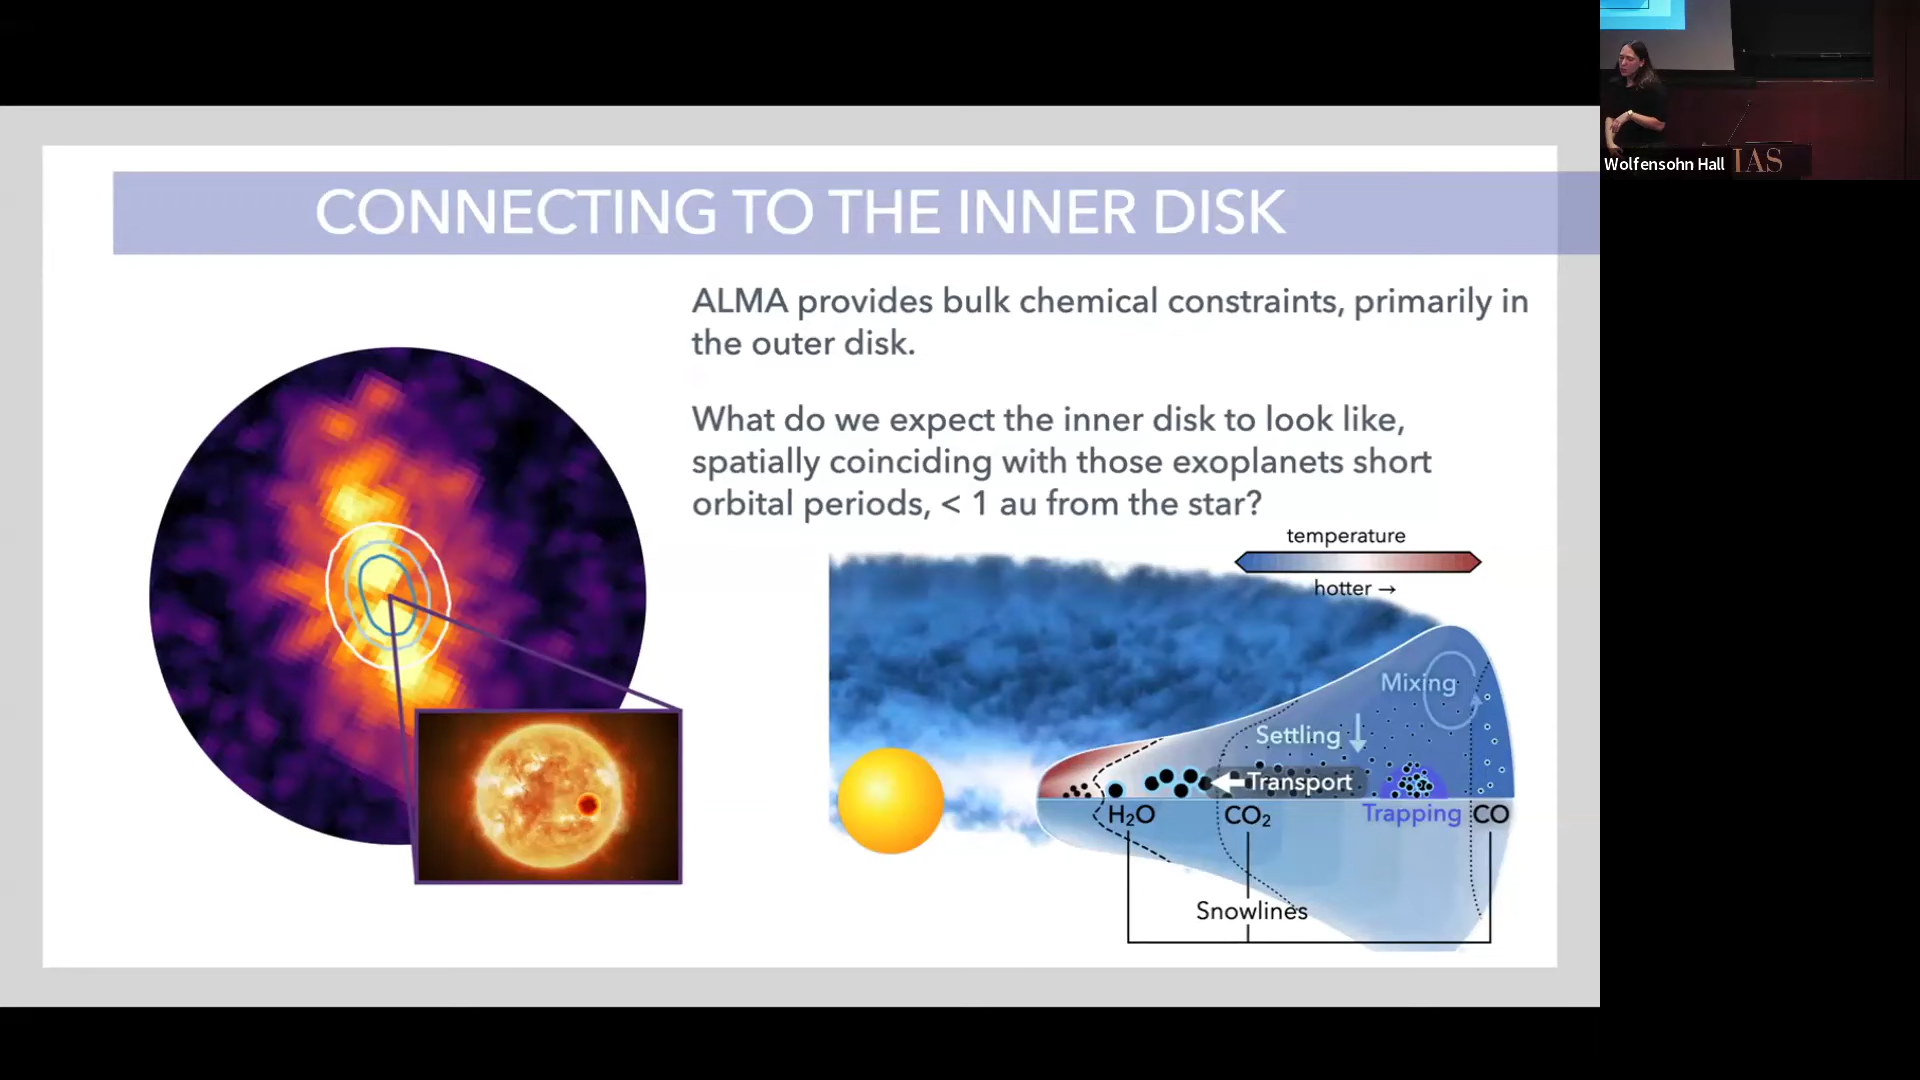 CONNECTING TO THE INNER DISK
ALMA provides bulk chemical constraints, primarily in
the outer disk.
What do we expect the inner disk to look like,
spatially coinciding with those exoplanets short
orbital periods, < 1 au from the star?
temperature
hotter →
Mixing
Settling
Transport
H₂O
CO₂
Trapping
CO
Snowlines
Wolfensohn Hall
IAS